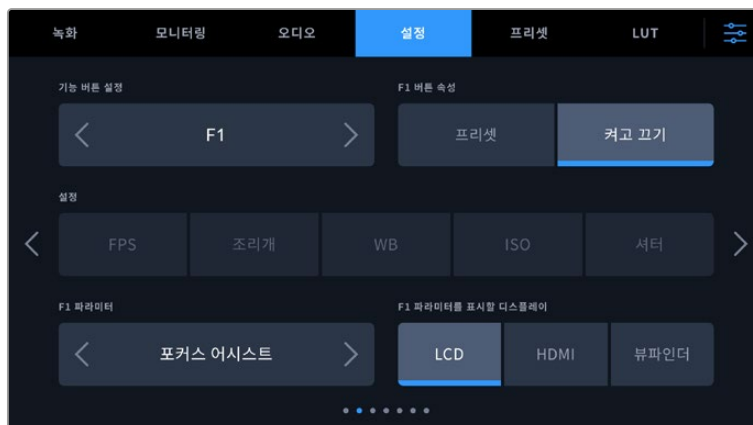 녹화 모니터링 오디오 설정 프리셋 LUT
기능 버튼 설정 F1 버튼 속성
F1 프리셋 켜고 끄기
설정
FPS 조리개 WB ISO 셔터
F1 파라미터 F1 파라미터를 표시할 디스플레이
포커스 어시스트 LCD HDMI 뷰파인더